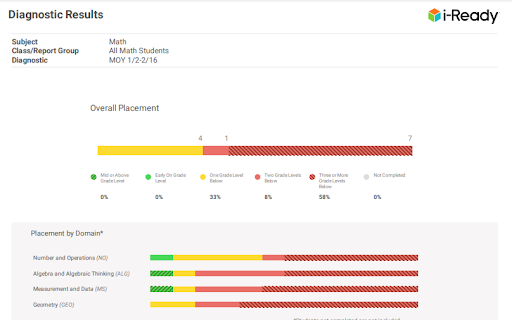 Diagnostic Results
i-Ready
Subject Math
Class/Report Group All Math Students
Diagnostic MOY 1/2-2/16
Overall Placement
4 1 7
Mid or Above Grade Level
Early On Grade Level
One Grade Level Below
Two Grade Levels Below
Three or More Grade Levels Below
Not Completed
0% 0% 33% 8% 58% 0%
Placement by Domain*
Number and Operations (NO)
Algebra and Algebraic Thinking (ALG)
Measurement and Data (MS)
Geometry (GEO)